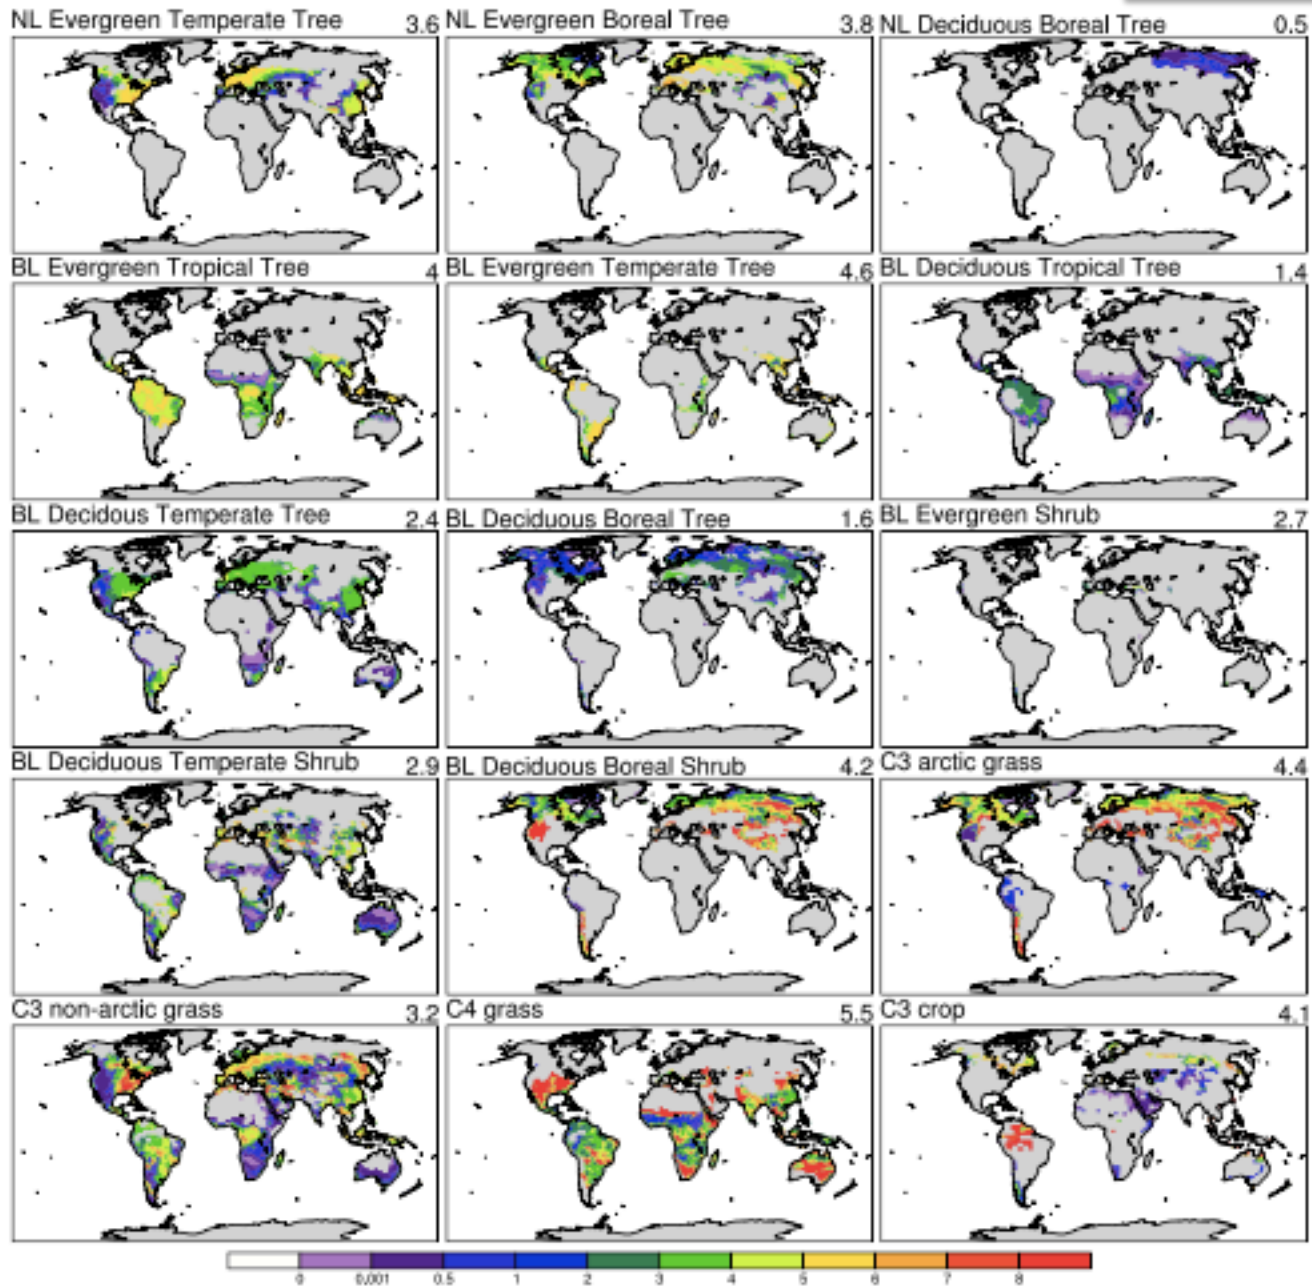 NL Evergreen Temperate Tree 3.6
NL Evergreen Boreal Tree 3.8
NL Deciduous Boreal Tree 0.5
BL Evergreen Tropical Tree 4
BL Evergreen Temperate Tree 4.6
BL Deciduous Tropical Tree 1.4
BL Decidous Temperate Tree 2.4
BL Deciduous Boreal Tree 1.6
BL Evergreen Shrub 2.7
BL Deciduous Temperate Shrub 2.9
BL Deciduous Boreal Shrub 4.2
C3 arctic grass 4.4
C3 non-arctic grass 3.2
C4 grass 5.5
C3 crop 4.1
0 0.001 0.5 1 2 3 4 5 6 7 8